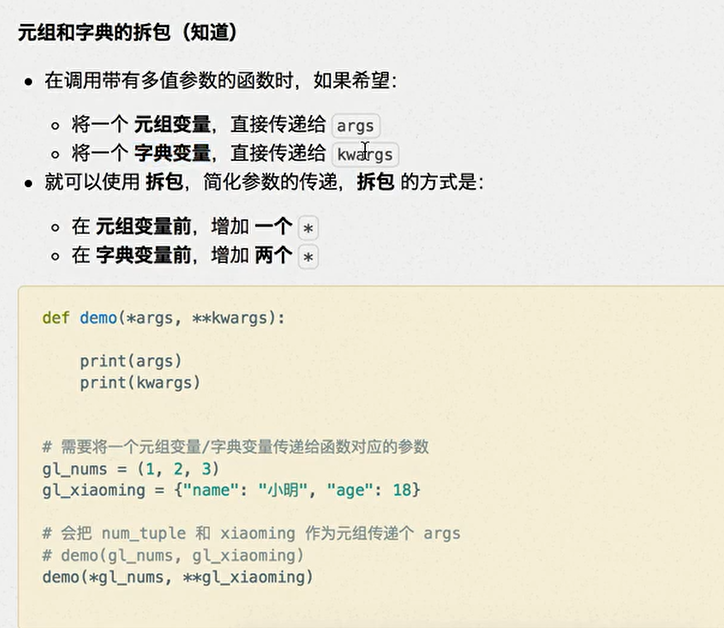 元组和字典的拆包（知道）
在调用带有多值参数的函数时，如果希望：
将一个 元组变量，直接传递给 args
将一个 字典变量，直接传递给 kwargs
就可以使用 拆包，简化参数的传递，拆包 的方式是：
在 元组变量前，增加 一个 *
在 字典变量前，增加 两个 *
def demo(*args, **kwargs):
print(args)
print(kwargs)
# 需要将一个元组变量/字典变量传递给函数对应的参数
gl_nums = (1, 2, 3)
gl_xiaoming = {"name": "小明", "age": 18}
# 会把 num_tuple 和 xiaoming 作为元组传递个 args
# demo(gl_nums, gl_xiaoming)
demo(*gl_nums, **gl_xiaoming)